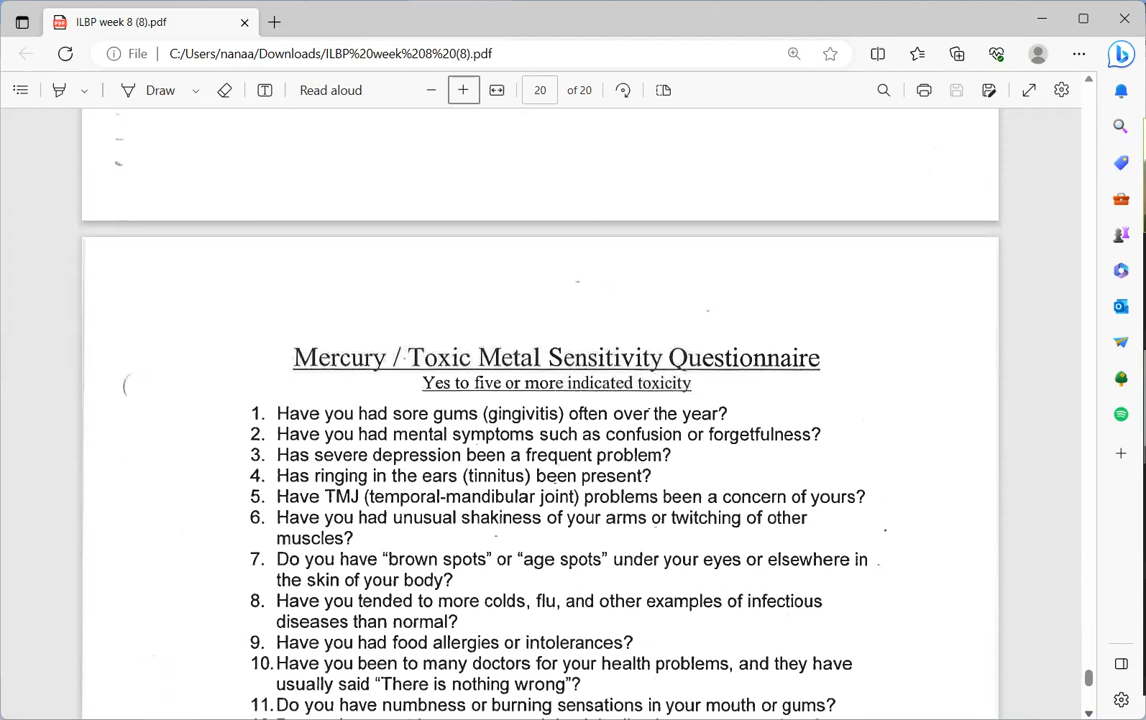 ILBP week 8 (8).pdf
File
C:/Users/nanaa/Downloads/ILBP%20week%208%20(8).pdf
Draw
Read aloud
20
of 20
Mercury / Toxic Metal Sensitivity Questionnaire
Yes to five or more indicated toxicity
1. Have you had sore gums (gingivitis) often over the year?
2. Have you had mental symptoms such as confusion or forgetfulness?
3. Has severe depression been a frequent problem?
4. Has ringing in the ears (tinnitus) been present?
5. Have TMJ (temporal-mandibular joint) problems been a concern of yours?
6. Have you had unusual shakiness of your arms or twitching of other
muscles?
7. Do you have “brown spots” or “age spots” under your eyes or elsewhere in
the skin of your body?
8. Have you tended to more colds, flu, and other examples of infectious
diseases than normal?
9. Have you had food allergies or intolerances?
10. Have you been to many doctors for your health problems, and they have
usually said “There is nothing wrong”?
11. Do you have numbness or burning sensations in your mouth or gums?